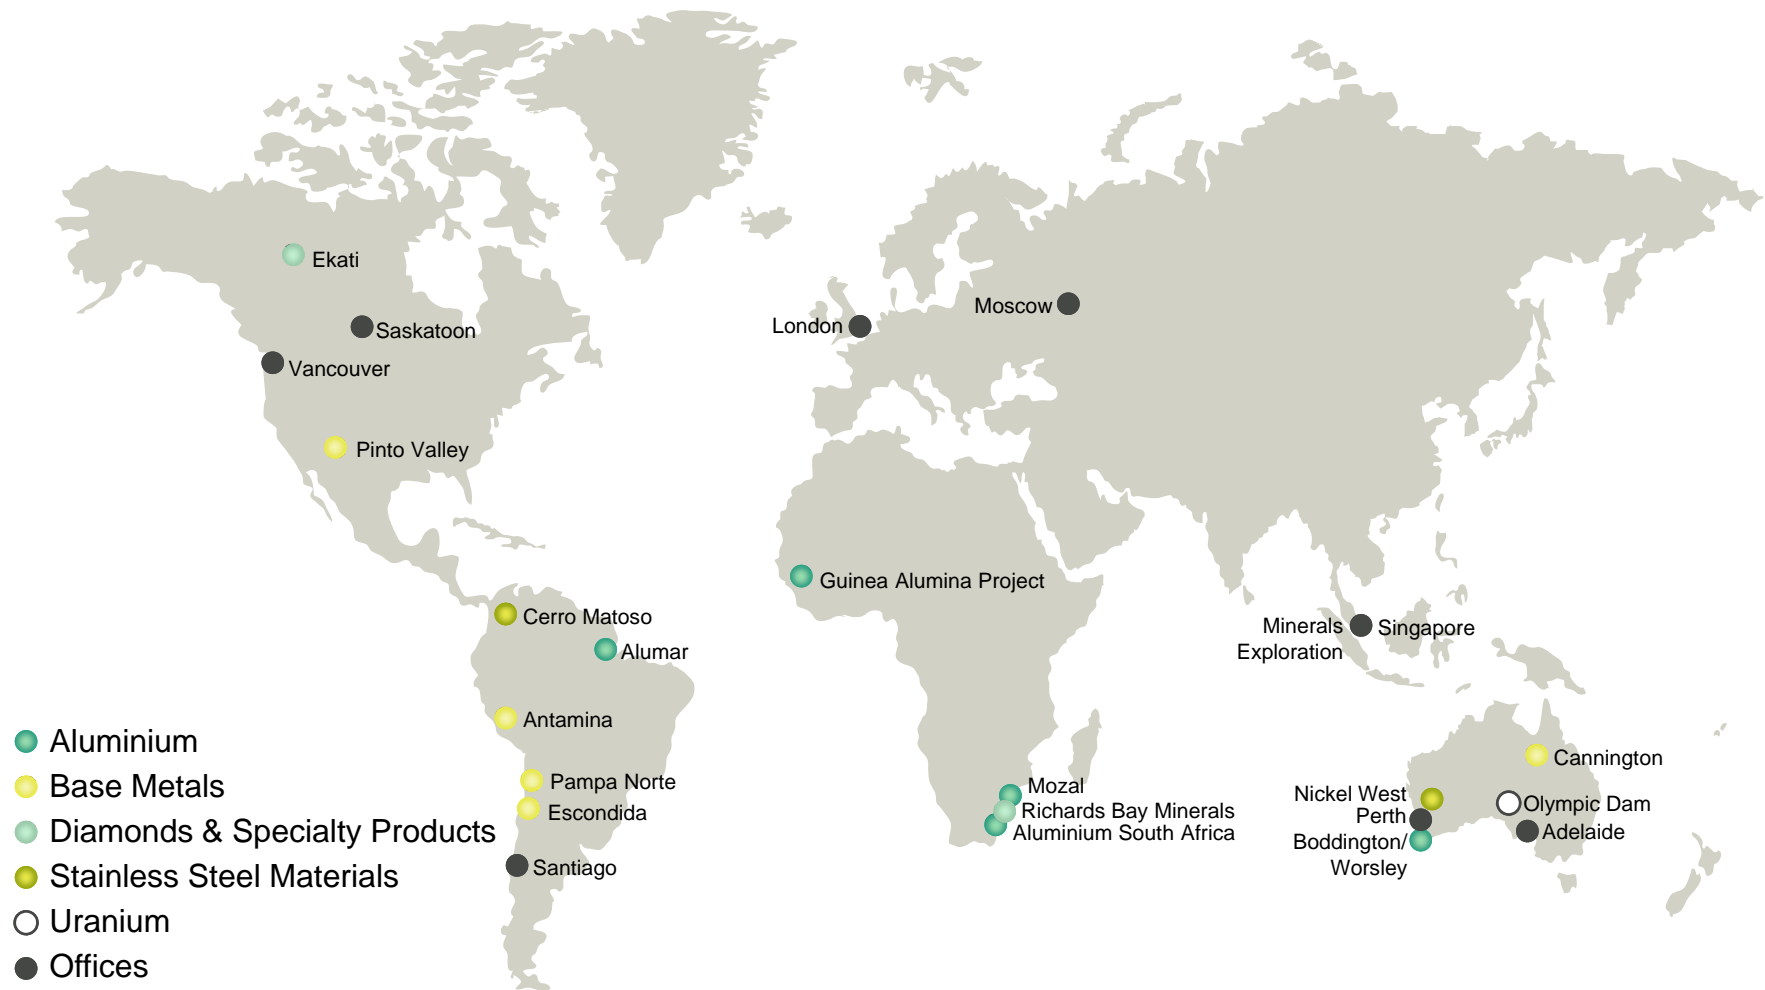 Ekati
Saskatoon
Vancouver
Pinto Valley
London
Moscow
Guinea Alumina Project
Cerro Matoso
Alumar
Antamina
Pampa Norte
Escondida
Santiago
Mozal
Richards Bay Minerals
Aluminium South Africa
Minerals
Exploration
Singapore
Cannington
Nickel West
Perth
Boddington/
Worsley
Olympic Dam
Adelaide
Aluminium
Base Metals
Diamonds & Specialty Products
Stainless Steel Materials
Uranium
Offices